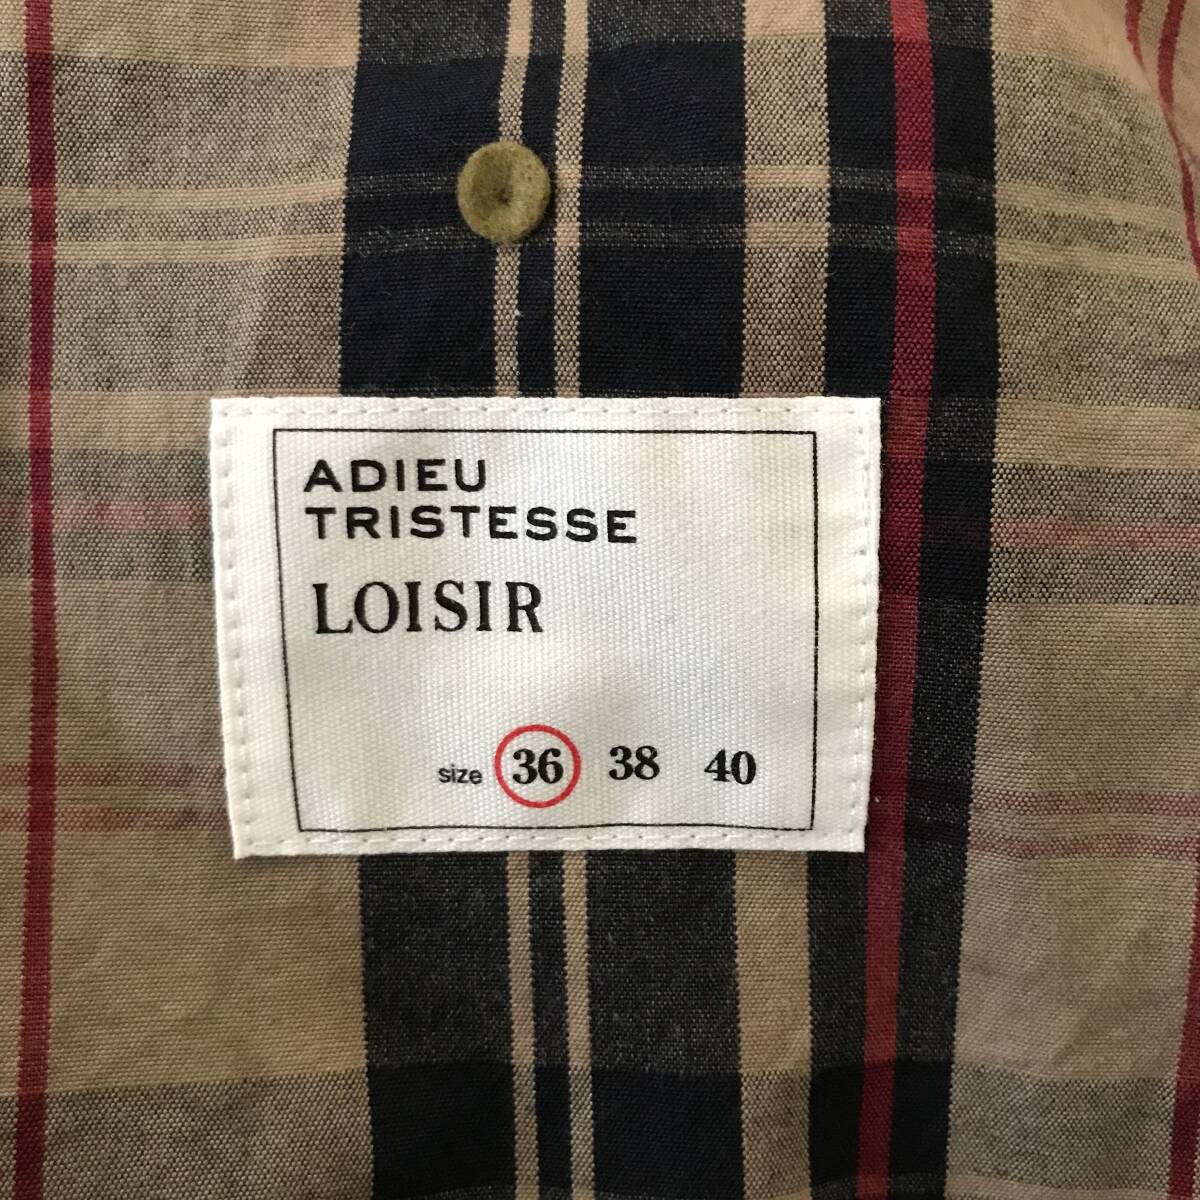 ADIEU
TRISTESSE
LOISIR
size 36 38 40